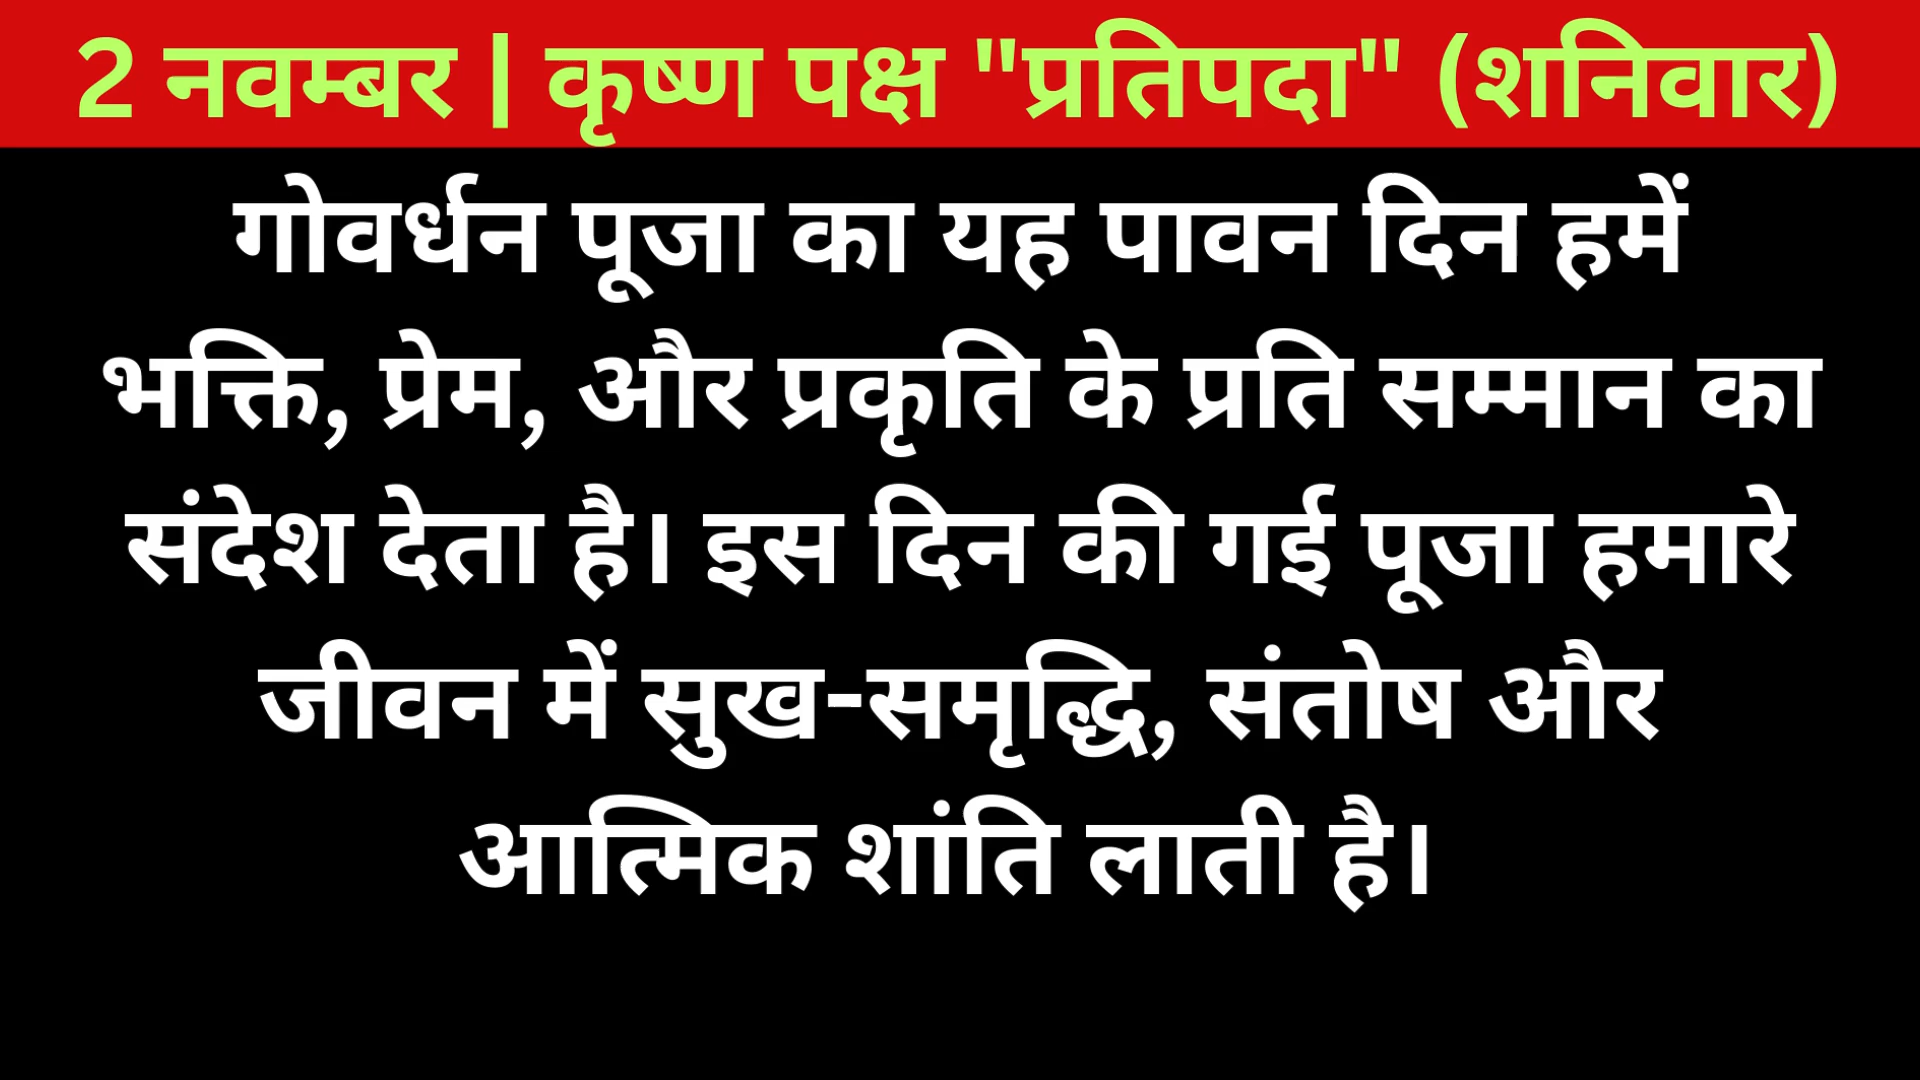 2 नवम्बर | कृष्ण पक्ष "प्रतिपदा" (शनिवार)
गोवर्धन पूजा का यह पावन दिन हमें
भक्ति, प्रेम, और प्रकृति के प्रति सम्मान का
संदेश देता है। इस दिन की गई पूजा हमारे
जीवन में सुख-समृद्धि, संतोष और
आत्मिक शांति लाती है।